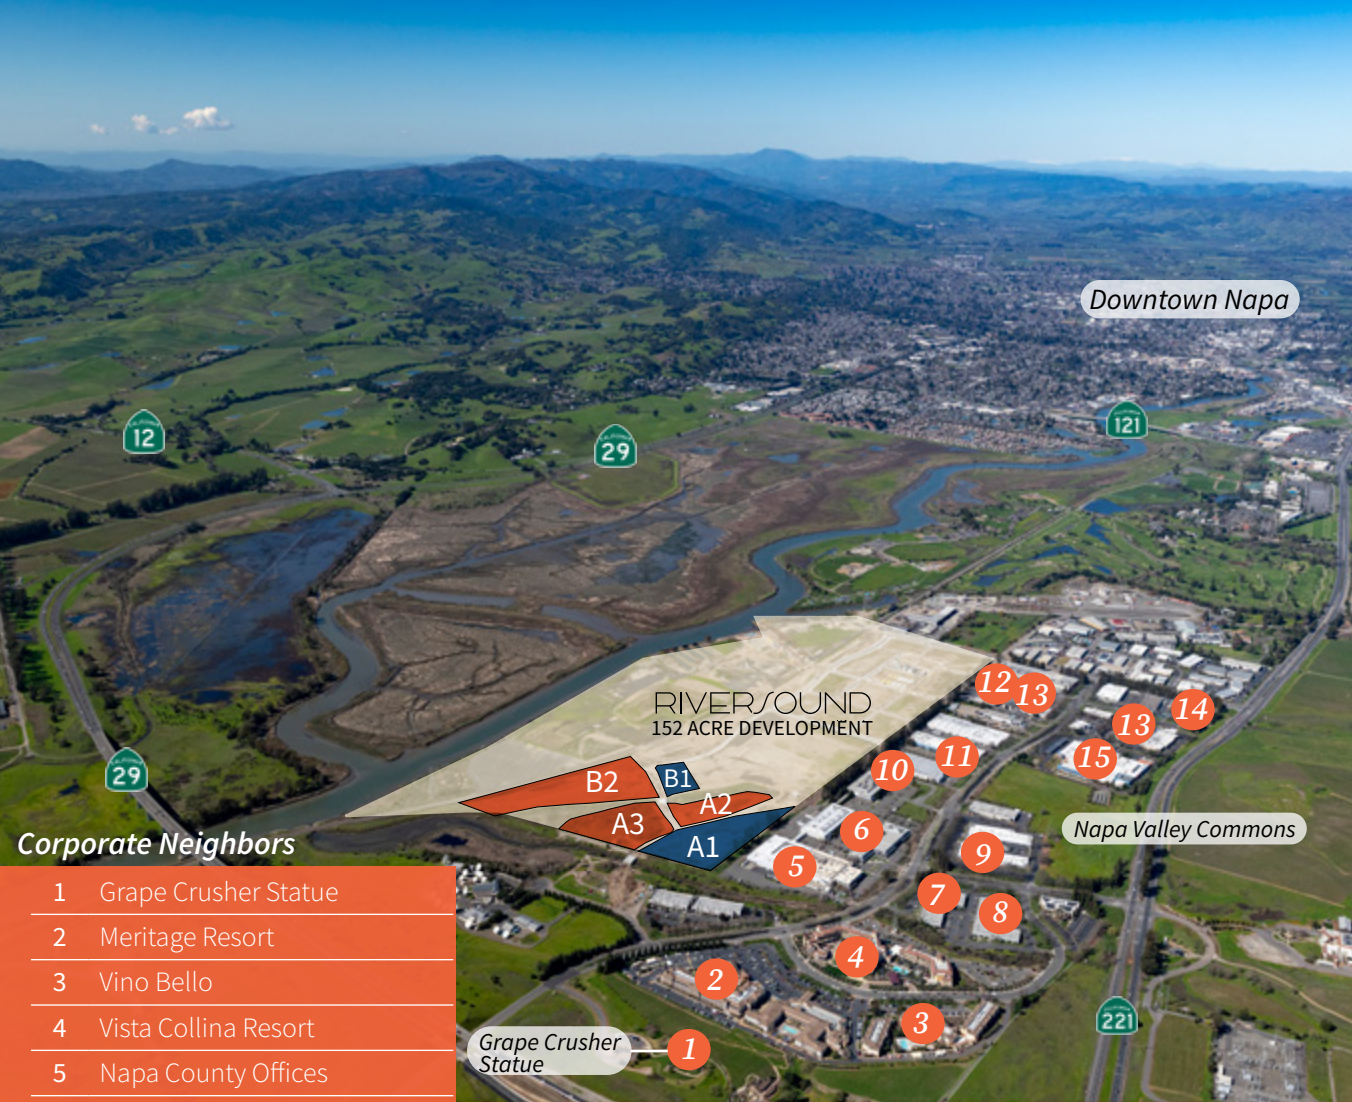 Downtown Napa
CALIFORNIA
12
CALIFORNIA
29
121
RIVERSOUND
152 ACRE DEVELOPMENT
12
13
14
13
15
11
10
29
B2
B1
A2
A3
A1
6
5
9
Napa Valley Commons
7
8
4
2
3
221
Grape Crusher
Statue
1
Corporate Neighbors
1 Grape Crusher Statue
2 Meritage Resort
3 Vino Bello
4 Vista Collina Resort
5 Napa County Offices